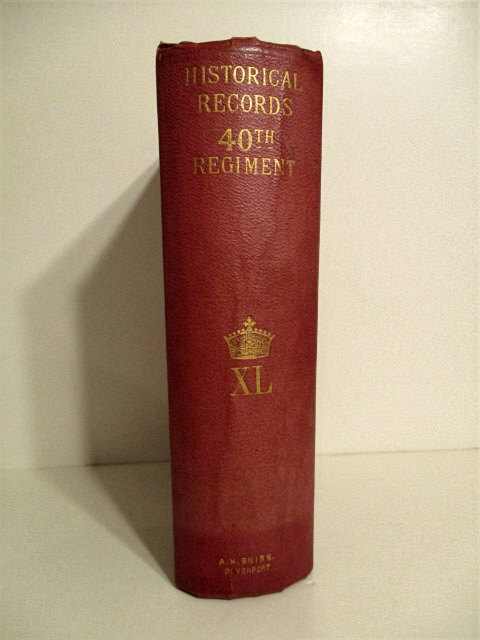 HISTORICAL
RECORDS
40TH
REGIMENT
XL
A. H. SWISS.
DEVONPORT